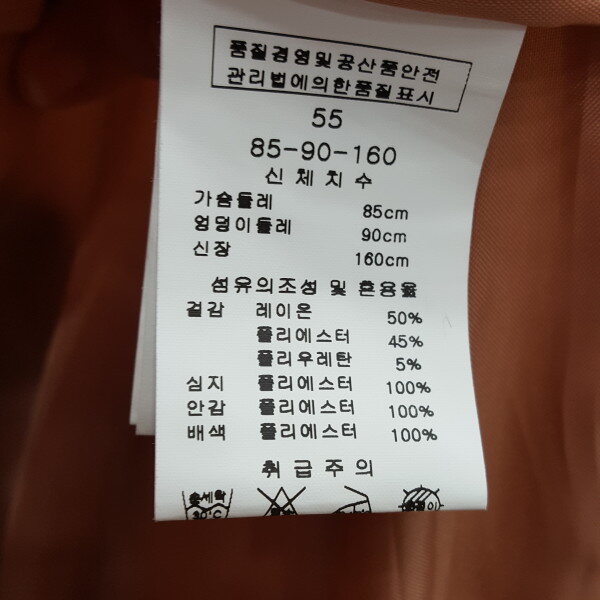 품질경영및공산품안전
관리법에의한품질표시
55
85-90-160
신체치수
가슴둘레 85cm
엉덩이둘레 90cm
신장 160cm
섬유의조성 및 혼용율
겉감 레이온 50%
폴리에스터 45%
폴리우레탄 5%
심지 폴리에스터 100%
안감 폴리에스터 100%
배색 폴리에스터 100%
취급주의
손세탁
30°C